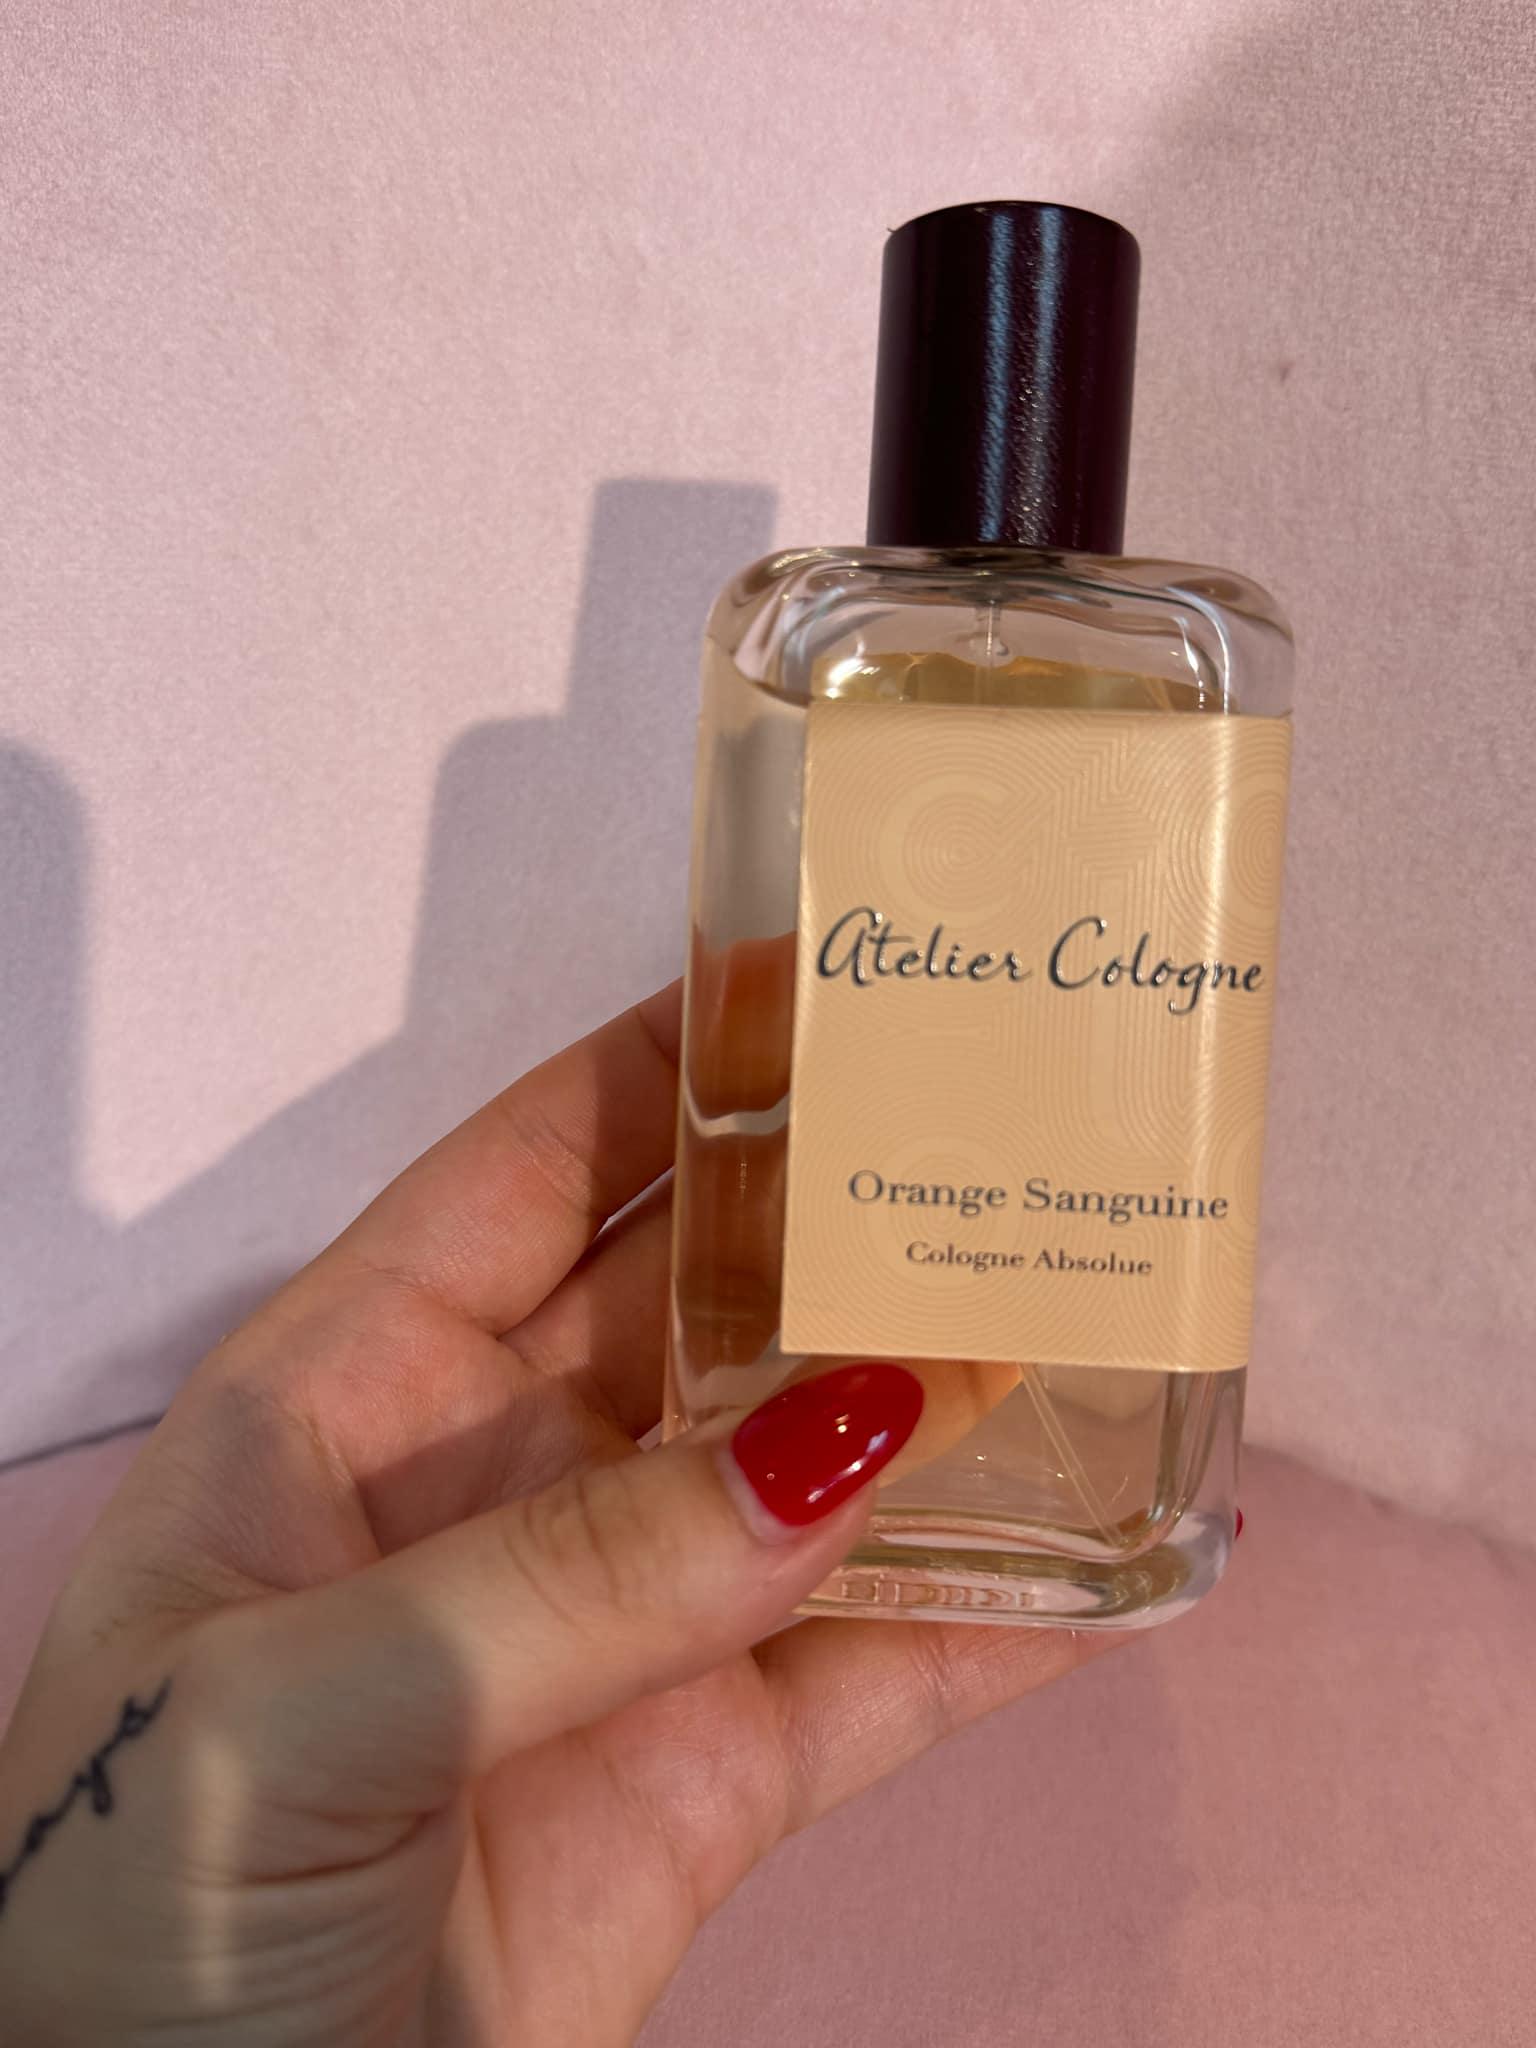 Atelier Cologne
Orange Sanguine
Cologne Absolue